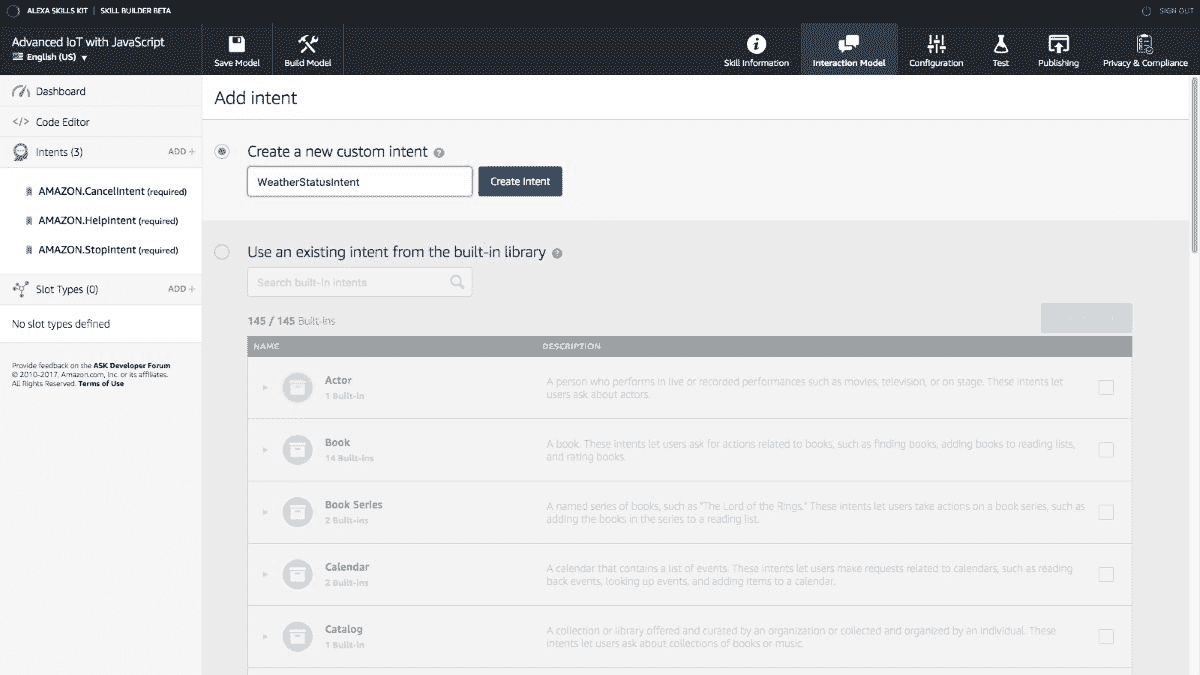 ALEXA SKILLS KIT | SKILL BUILDER BETA
SIGN OUT
Advanced IoT with JavaScript
English (US) ▼
Save Model
Build Model
Skill Information
Interaction Model
Configuration
Test
Publishing
Privacy & Compliance
Dashboard
</> Code Editor
Intents (3) ADD +
AMAZON.CancelIntent (required)
AMAZON.HelpIntent (required)
AMAZON.StopIntent (required)
Slot Types (0) ADD +
No slot types defined
Provide feedback on the ASK Developer Forum
© 2010-2017, Amazon.com, Inc. or its affiliates.
All Rights Reserved. Terms of Use
Add intent
Create a new custom intent ?
WeatherStatusIntent
Create Intent
Use an existing intent from the built-in library ?
Search built-in intents
145 / 145 Built-ins
NAME DESCRIPTION
Actor
1 Built-in
A person who performs in live or recorded performances such as movies, television, or on stage. These intents let
users ask about actors.
Book
14 Built-ins
A book. These intents let users ask for actions related to books, such as finding books, adding books to reading lists,
and rating books.
Book Series
2 Built-ins
A named series of books, such as "The Lord of the Rings." These intents let users take actions on a book series, such as
adding the books in the series to a reading list.
Calendar
2 Built-ins
A calendar that contains a list of events. These intents let users make requests related to calendars, such as reading
back events, looking up events, and adding items to a calendar.
Catalog
1 Built-in
A collection or library offered and curated by an organization or collected and organized by an individual. These
intents let users ask about collections of books or music.